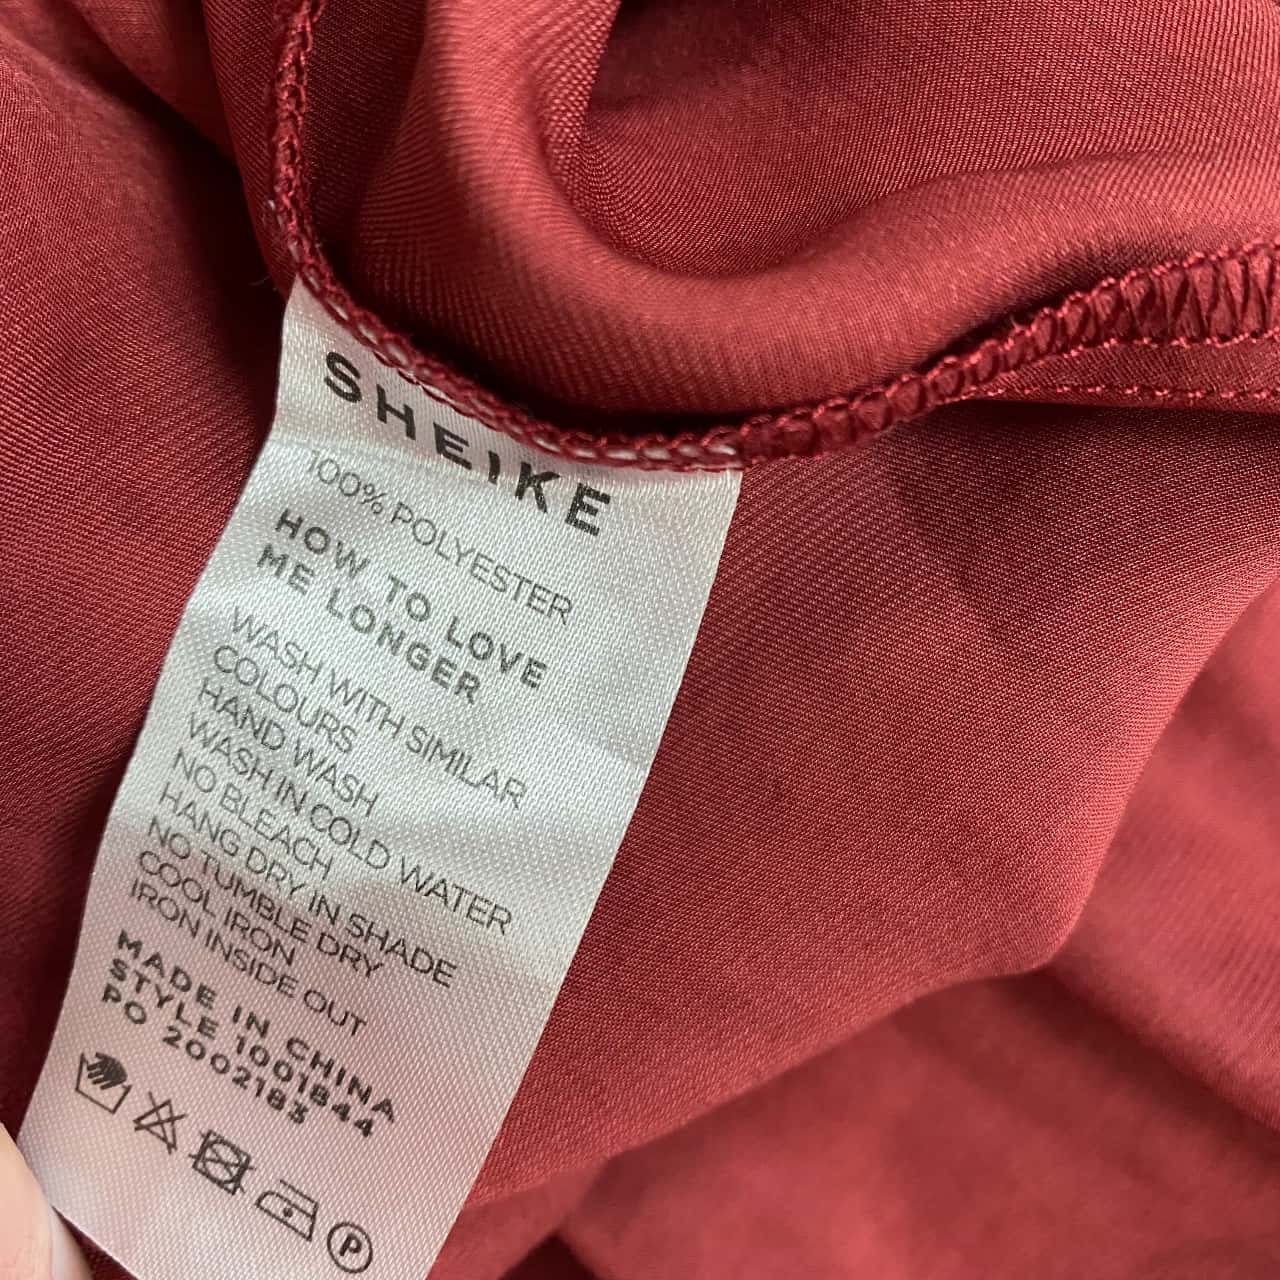 SHEIKE
100% POLYESTER
HOW TO LOVE
ME LONGER
WASH WITH SIMILAR
COLOURS
HAND WASH
WASH IN COLD WATER
NO BLEACH
HANG DRY IN SHADE
NO TUMBLE DRY
COOL IRON
IRON INSIDE OUT
MADE IN CHINA
STYLE 1001844
PO 2002183
P